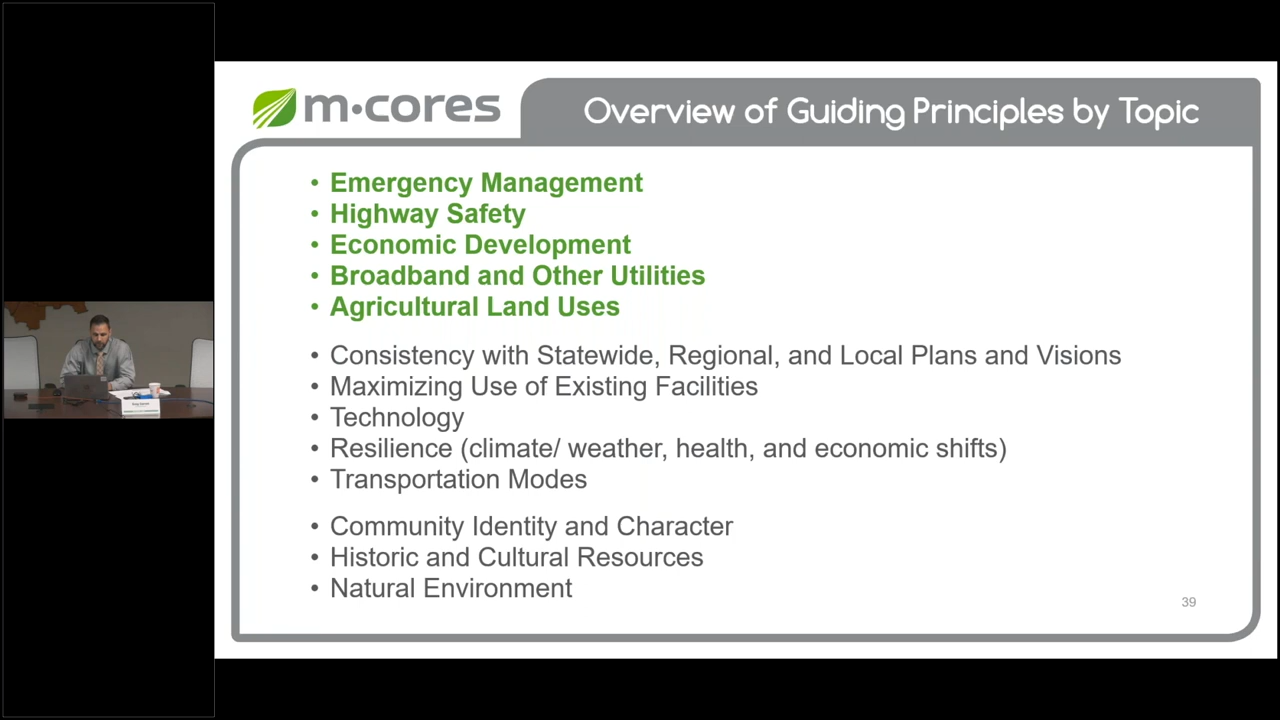 m·cores
Overview of Guiding Principles by Topic
• Emergency Management
• Highway Safety
• Economic Development
• Broadband and Other Utilities
• Agricultural Land Uses
• Consistency with Statewide, Regional, and Local Plans and Visions
• Maximizing Use of Existing Facilities
• Technology
• Resilience (climate/ weather, health, and economic shifts)
• Transportation Modes
• Community Identity and Character
• Historic and Cultural Resources
• Natural Environment
39